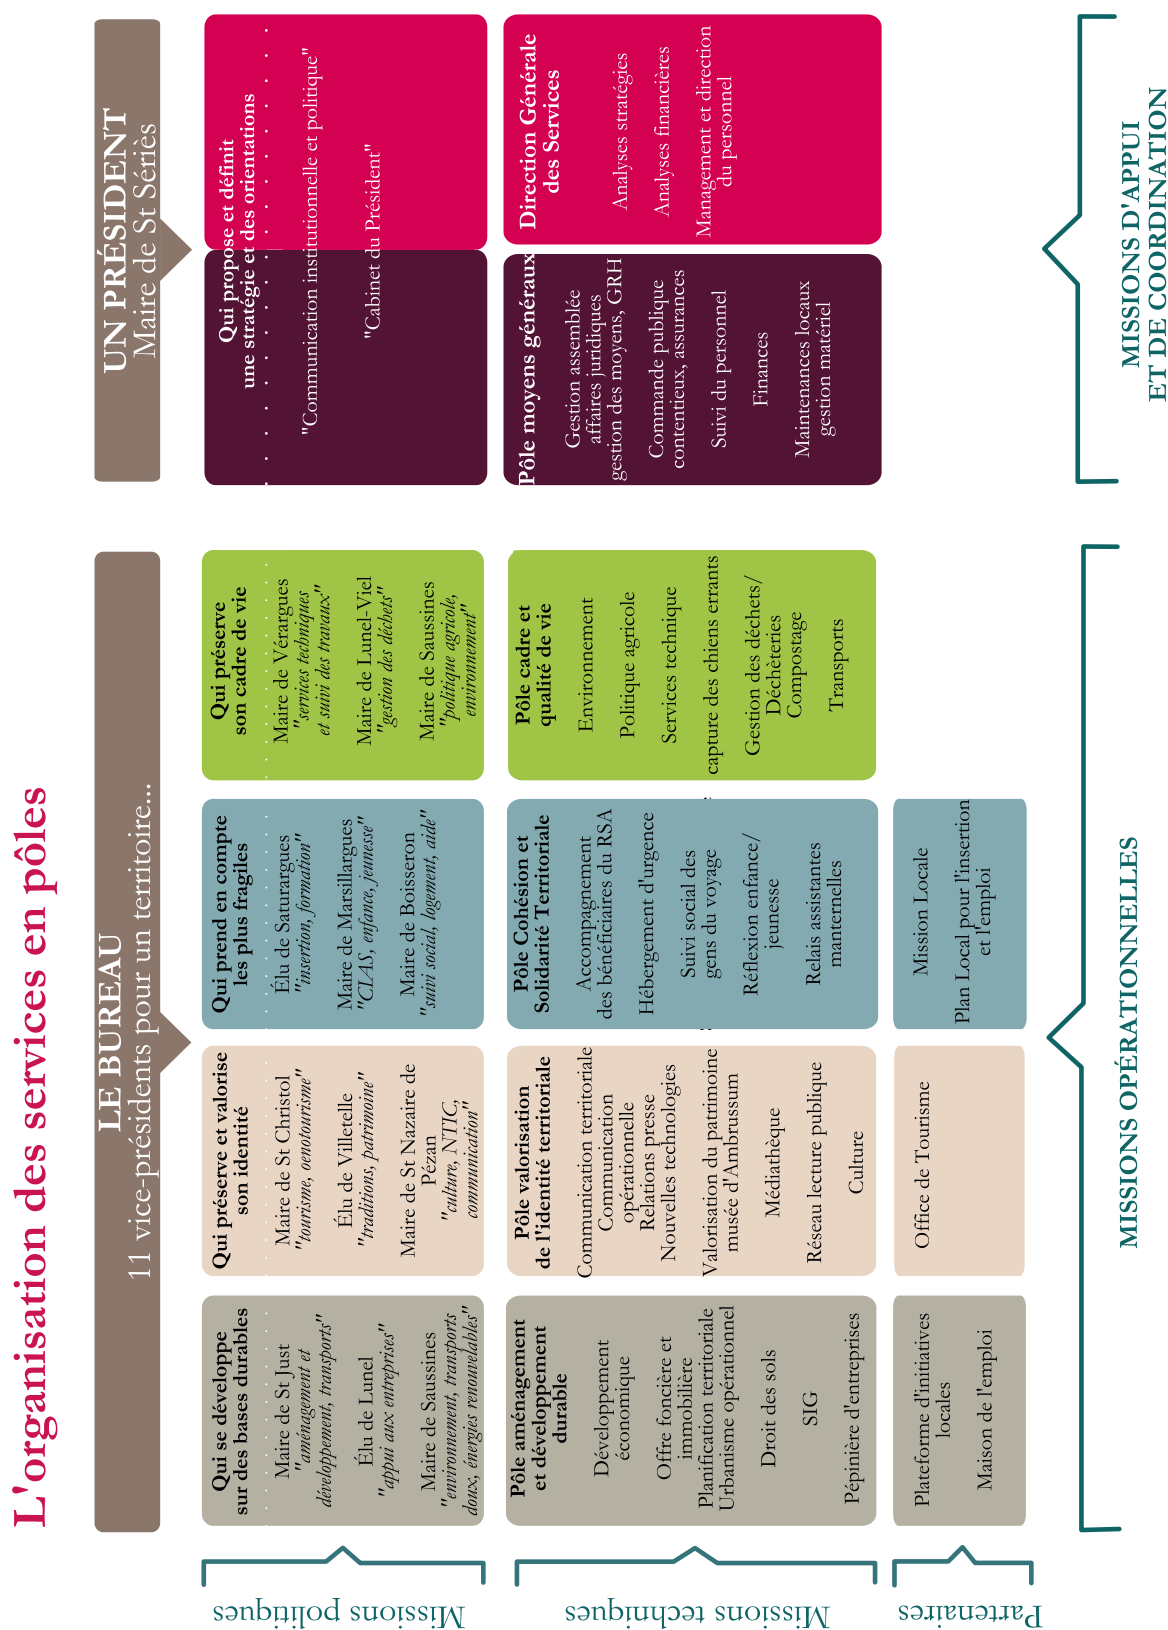 L'organisation des services en pôles
LE BUREAU
11 vice-présidents pour un territoire...
UN PRÉSIDENT
Maire de St Sériès
Missions politiques
Qui se développe
sur des bases durables
Maire de St Just
"aménagement et
développement, transports"
Élu de Lunel
"appui aux entreprises"
Maire de Saussines
"environnement, transports
doux, énergies renouvelables"
Qui préserve et valorise
son identité
Maire de St Christol
"tourisme, oenotourisme"
Élu de Villetelle
"traditions, patrimoine"
Maire de St Nazaire de
Pézan
"culture, NTIC,
communication"
Qui prend en compte
les plus fragiles
Élu de Saturargues
"insertion, formation"
Maire de Marsillargues
"CIAS, enfance, jeunesse"
Maire de Boisseron
"suivi social, logement, aide"
Qui préserve
son cadre de vie
Maire de Vérargues
"services techniques
et suivi des travaux"
Maire de Lunel-Viel
"gestion des déchets"
Maire de Saussines
"politique agricole,
environnement"
Qui propose et définit
une stratégie et des orientations
"Communication institutionnelle et politique"
"Cabinet du Président"
Missions techniques
Pôle aménagement
et développement
durable
Développement
économique
Offre foncière et
immobilière
Planification territoriale
Urbanisme opérationnel
Droit des sols
SIG
Pépinière d'entreprises
Pôle valorisation
de l'identité territoriale
Communication territoriale
Communication
opérationnelle
Relations presse
Nouvelles technologies
Valorisation du patrimoine
musée d'Ambrussum
Médiathèque
Réseau lecture publique
Culture
Pôle Cohésion et
Solidarité Territoriale
Accompagnement
des bénéficiaires du RSA
Hébergement d'urgence
Suivi social des
gens du voyage
Réflexion enfance/
jeunesse
Relais assistantes
manternelles
Pôle cadre et
qualité de vie
Environnement
Politique agricole
Services technique
capture des chiens errants
Gestion des déchets/
Déchèteries
Compostage
Transports
Pôle moyens généraux
Gestion assemblée
affaires juridiques
gestion des moyens, GRH
Commande publique
contentieux, assurances
Suivi du personnel
Finances
Maintenances locaux
gestion matériel
Direction Générale
des Services
Analyses stratégies
Analyses financières
Management et direction
du personnel
Partenaires
Plateforme d'initiatives
locales
Maison de l'emploi
Office de Tourisme
Mission Locale
Plan Local pour l'insertion
et l'emploi
MISSIONS OPÉRATIONNELLES
MISSIONS D'APPUI
ET DE COORDINATION